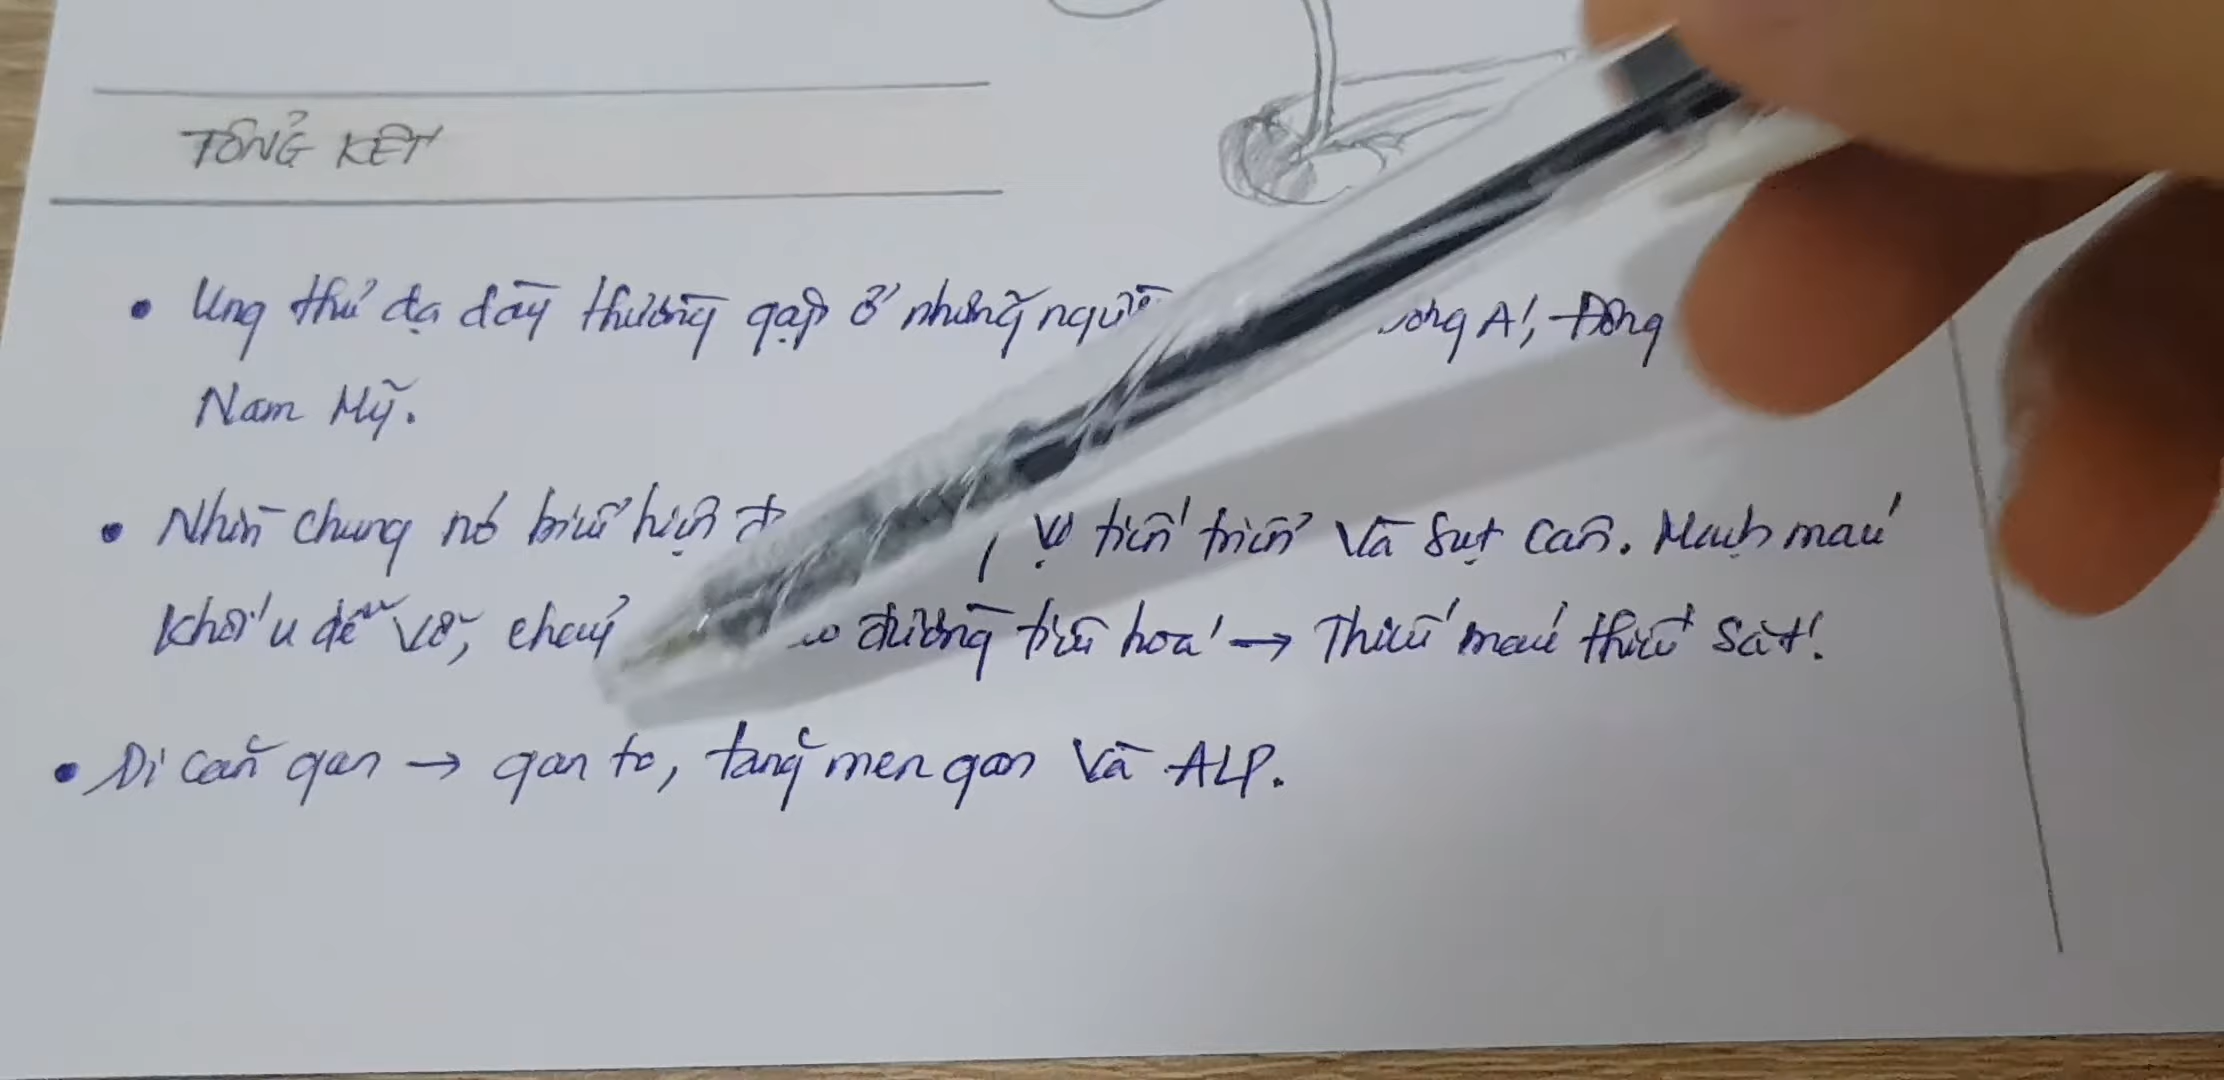 TỔNG KẾT
• Ung thư dạ dày thường gặp ở những người A', Đông
Nam Mỹ.
• Nhìn chung nó biểu hiện vị tiến triển và sụt cân. Mạch máu
khối u dễ vỡ, chảy đường tiêu hoá → Thiếu máu thiếu sắt!
• Di căn gan → gan to, tăng men gan và ALP.